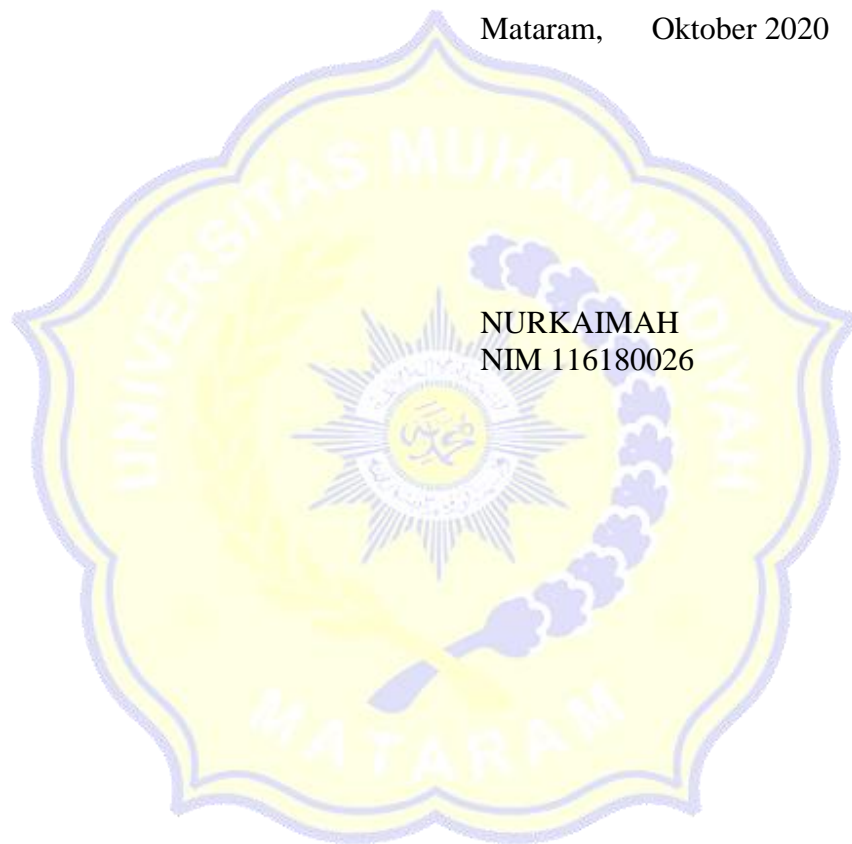 Mataram, Oktober 2020
NURKAIMAH
NIM 116180026
UNIVERSITAS MUHAMMADIYAH
MATARAM